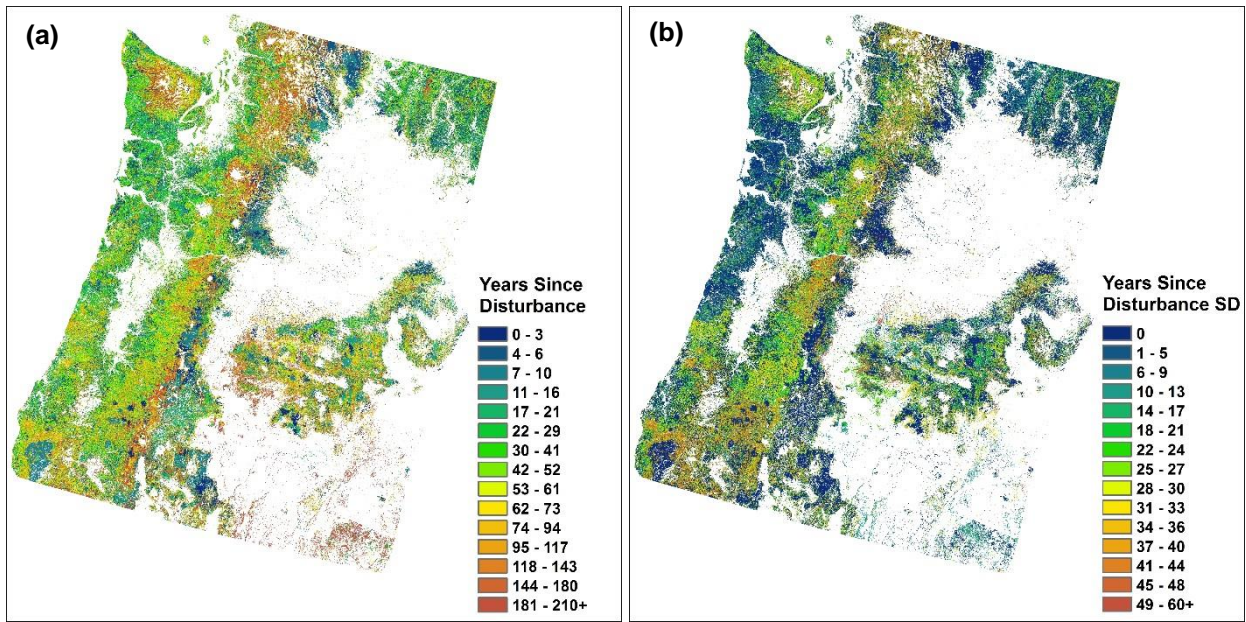 (a)
Years Since
Disturbance
0 - 3
4 - 6
7 - 10
11 - 16
17 - 21
22 - 29
30 - 41
42 - 52
53 - 61
62 - 73
74 - 94
95 - 117
118 - 143
144 - 180
181 - 210+
(b)
Years Since
Disturbance SD
0
1 - 5
6 - 9
10 - 13
14 - 17
18 - 21
22 - 24
25 - 27
28 - 30
31 - 33
34 - 36
37 - 40
41 - 44
45 - 48
49 - 60+